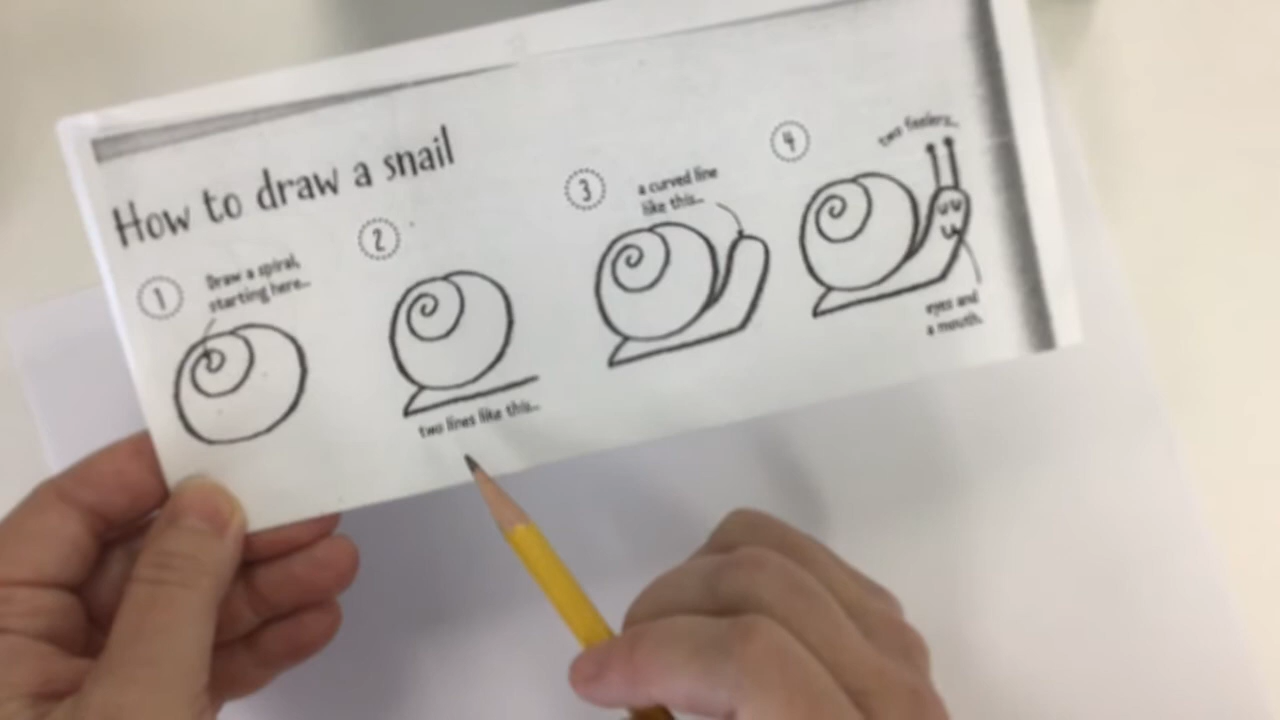 How to draw a snail
1
Draw a spiral,
starting here...
2
two lines like this...
3
a curved line
like this...
4
two feelers...
eyes and
a mouth.